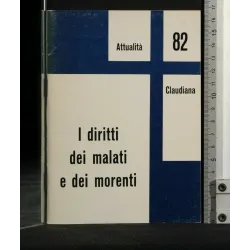 Attualità
82
Claudiana
I diritti
dei malati
e dei morenti